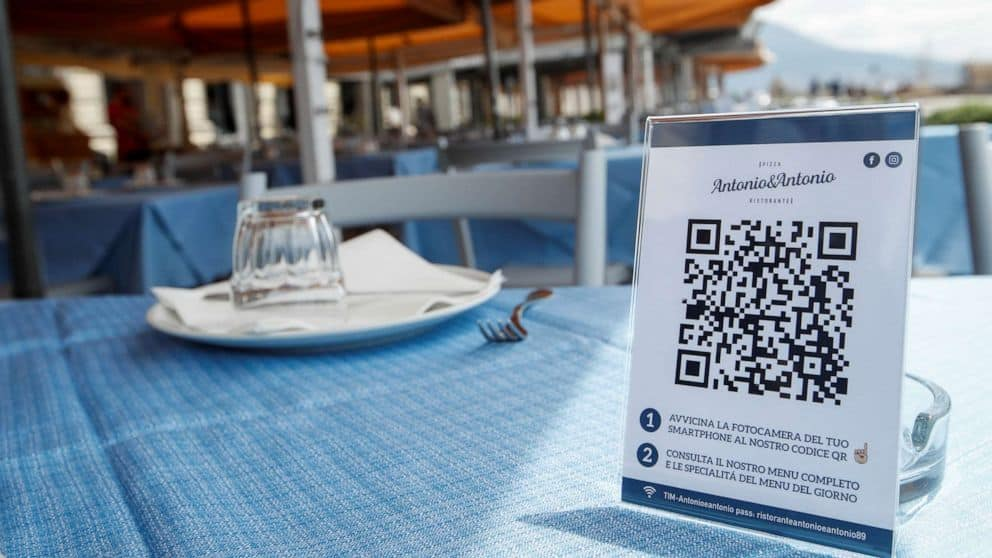 PIZZA
Antonio&Antonio
RISTORANTE
1 AVVICINA LA FOTOCAMERA DEL TUO
SMARTPHONE AL NOSTRO CODICE QR
2 CONSULTA IL NOSTRO MENU COMPLETO
E LE SPECIALITÁ DEL MENU DEL GIORNO
TIM-Antonioeantonio pass. ristoranteantonioeantonio89